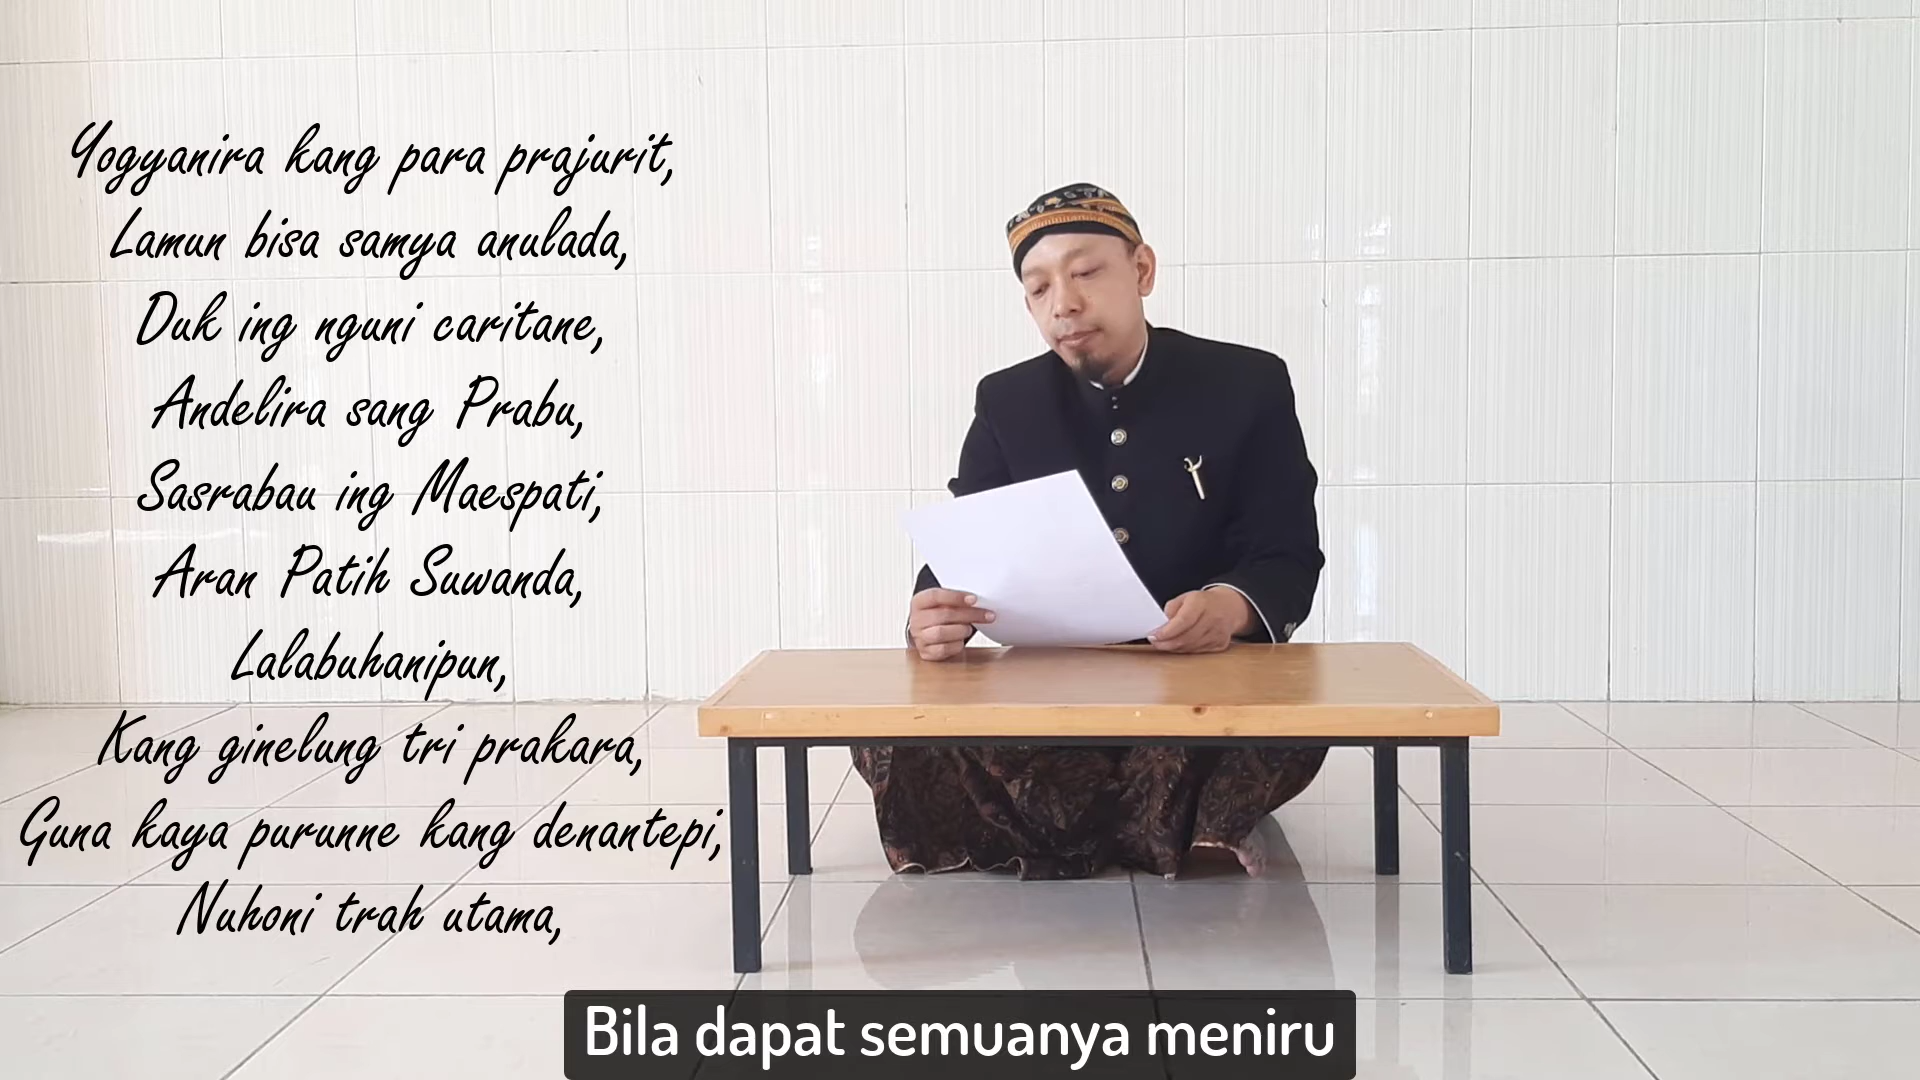 Yogyanira kang para prajurit,
Lamun bisa samya anulada,
Duk ing nguni caritane,
Andelira sang Prabu,
Sasrabau ing Maespati,
Aran Patih Suwanda,
Lalabuhanipun,
Kang ginelung tri prakara,
Guna kaya purunne kang denantepi,
Nuhoni trah utama,
Bila dapat semuanya meniru